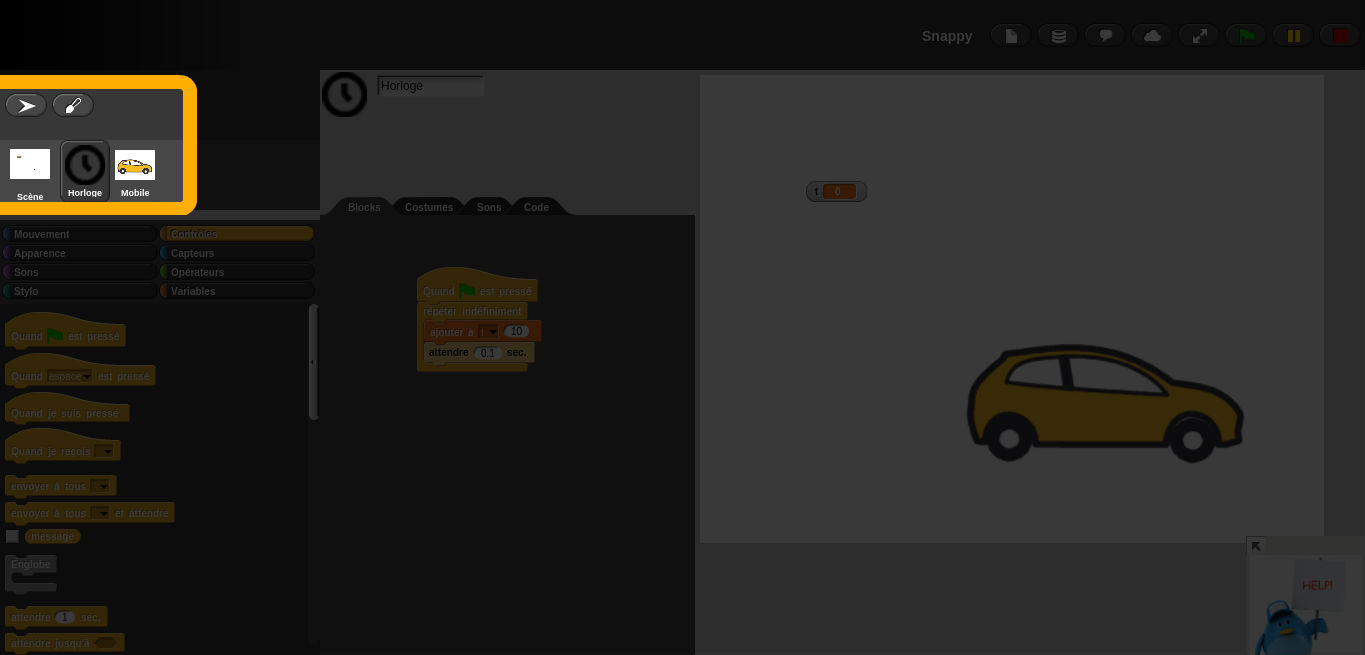 Snappy
Horloge
Scène
Horloge
Mobile
Blocks
Costumes
Sons
Code
t 0
Mouvement
Contrôles
Apparence
Capteurs
Sons
Opérateurs
Stylo
Variables
Quand est pressé
répéter indéfiniment
ajouter à t 10
attendre 0.1 sec.
Quand est pressé
Quand espace est pressé
Quand je suis pressé
Quand je reçois
envoyer à tous
envoyer à tous et attendre
message
Englobe
attendre 1 sec.
attendre jusqu'à
HELP!